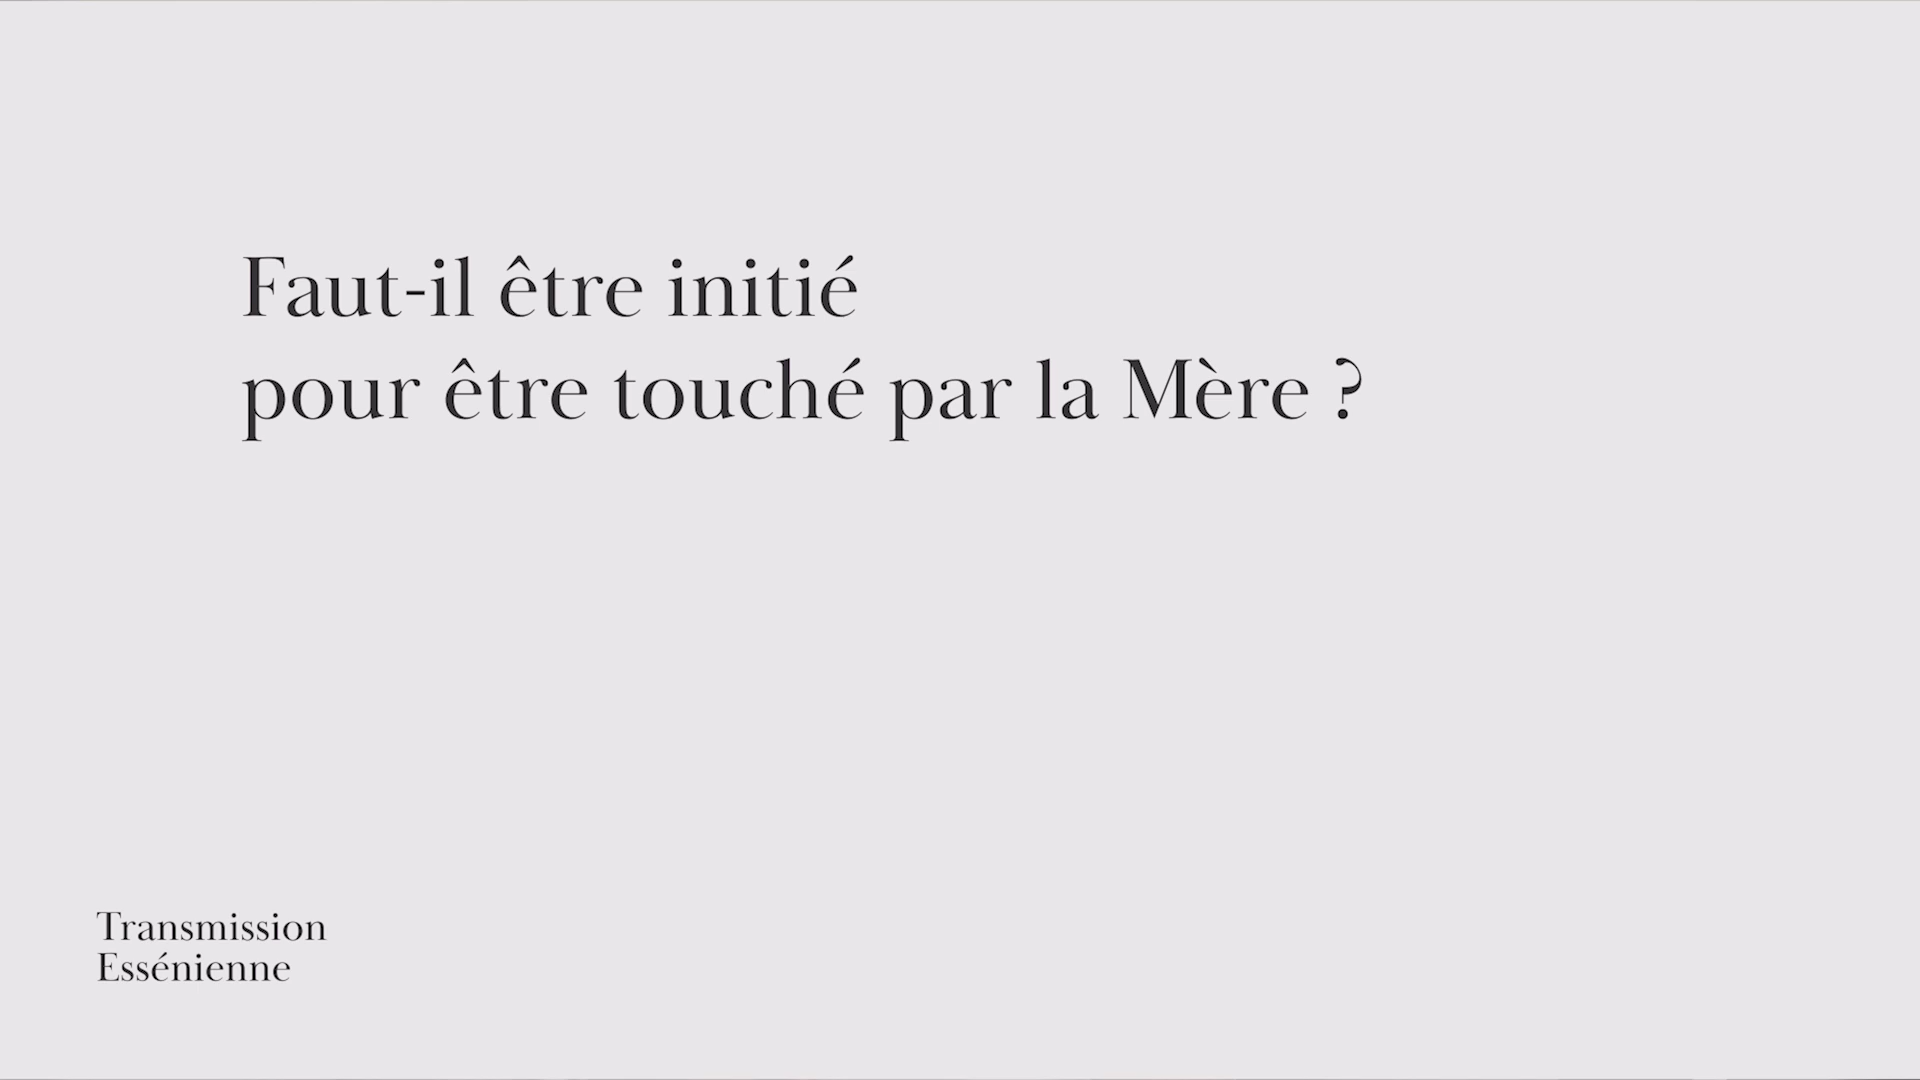 Faut-il être initié
pour être touché par la Mère ?
Transmission
Essénienne